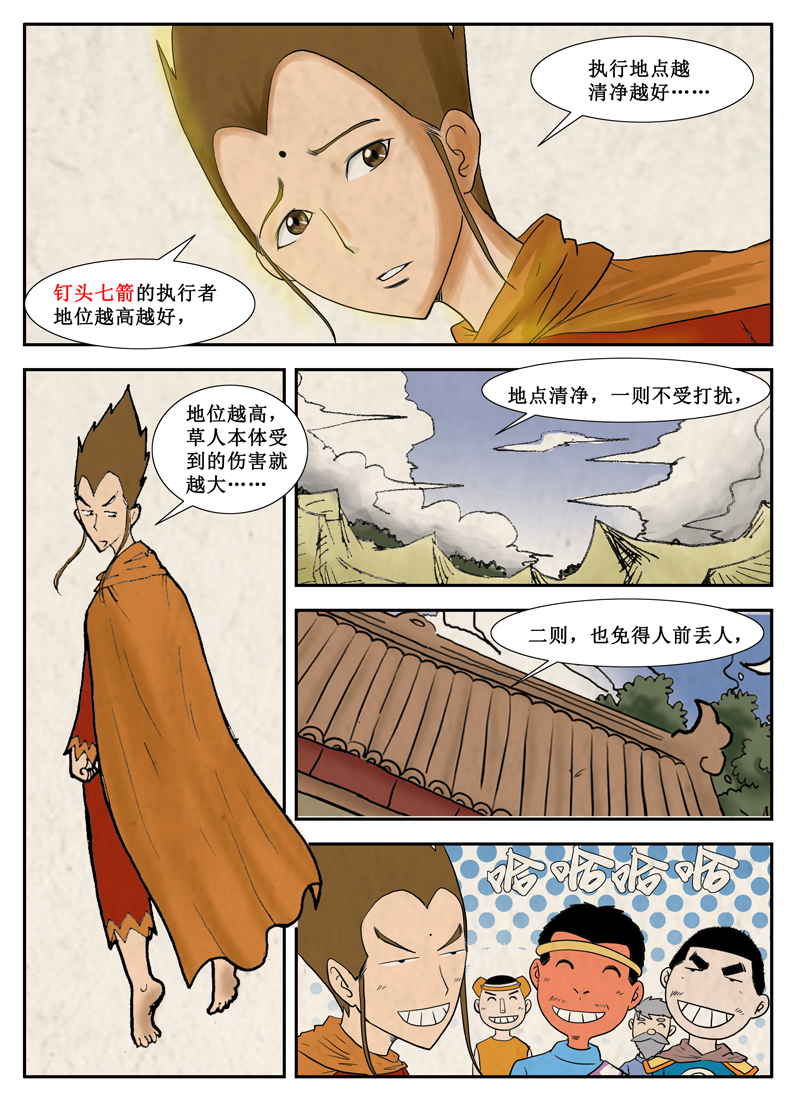 钉头七箭的执行者
地位越高越好，
执行地点越
清净越好……
地位越高，
草人本体受
到的伤害就
越大……
地点清净，一则不受打扰，
二则，也免得人前丢人，
哈哈哈哈